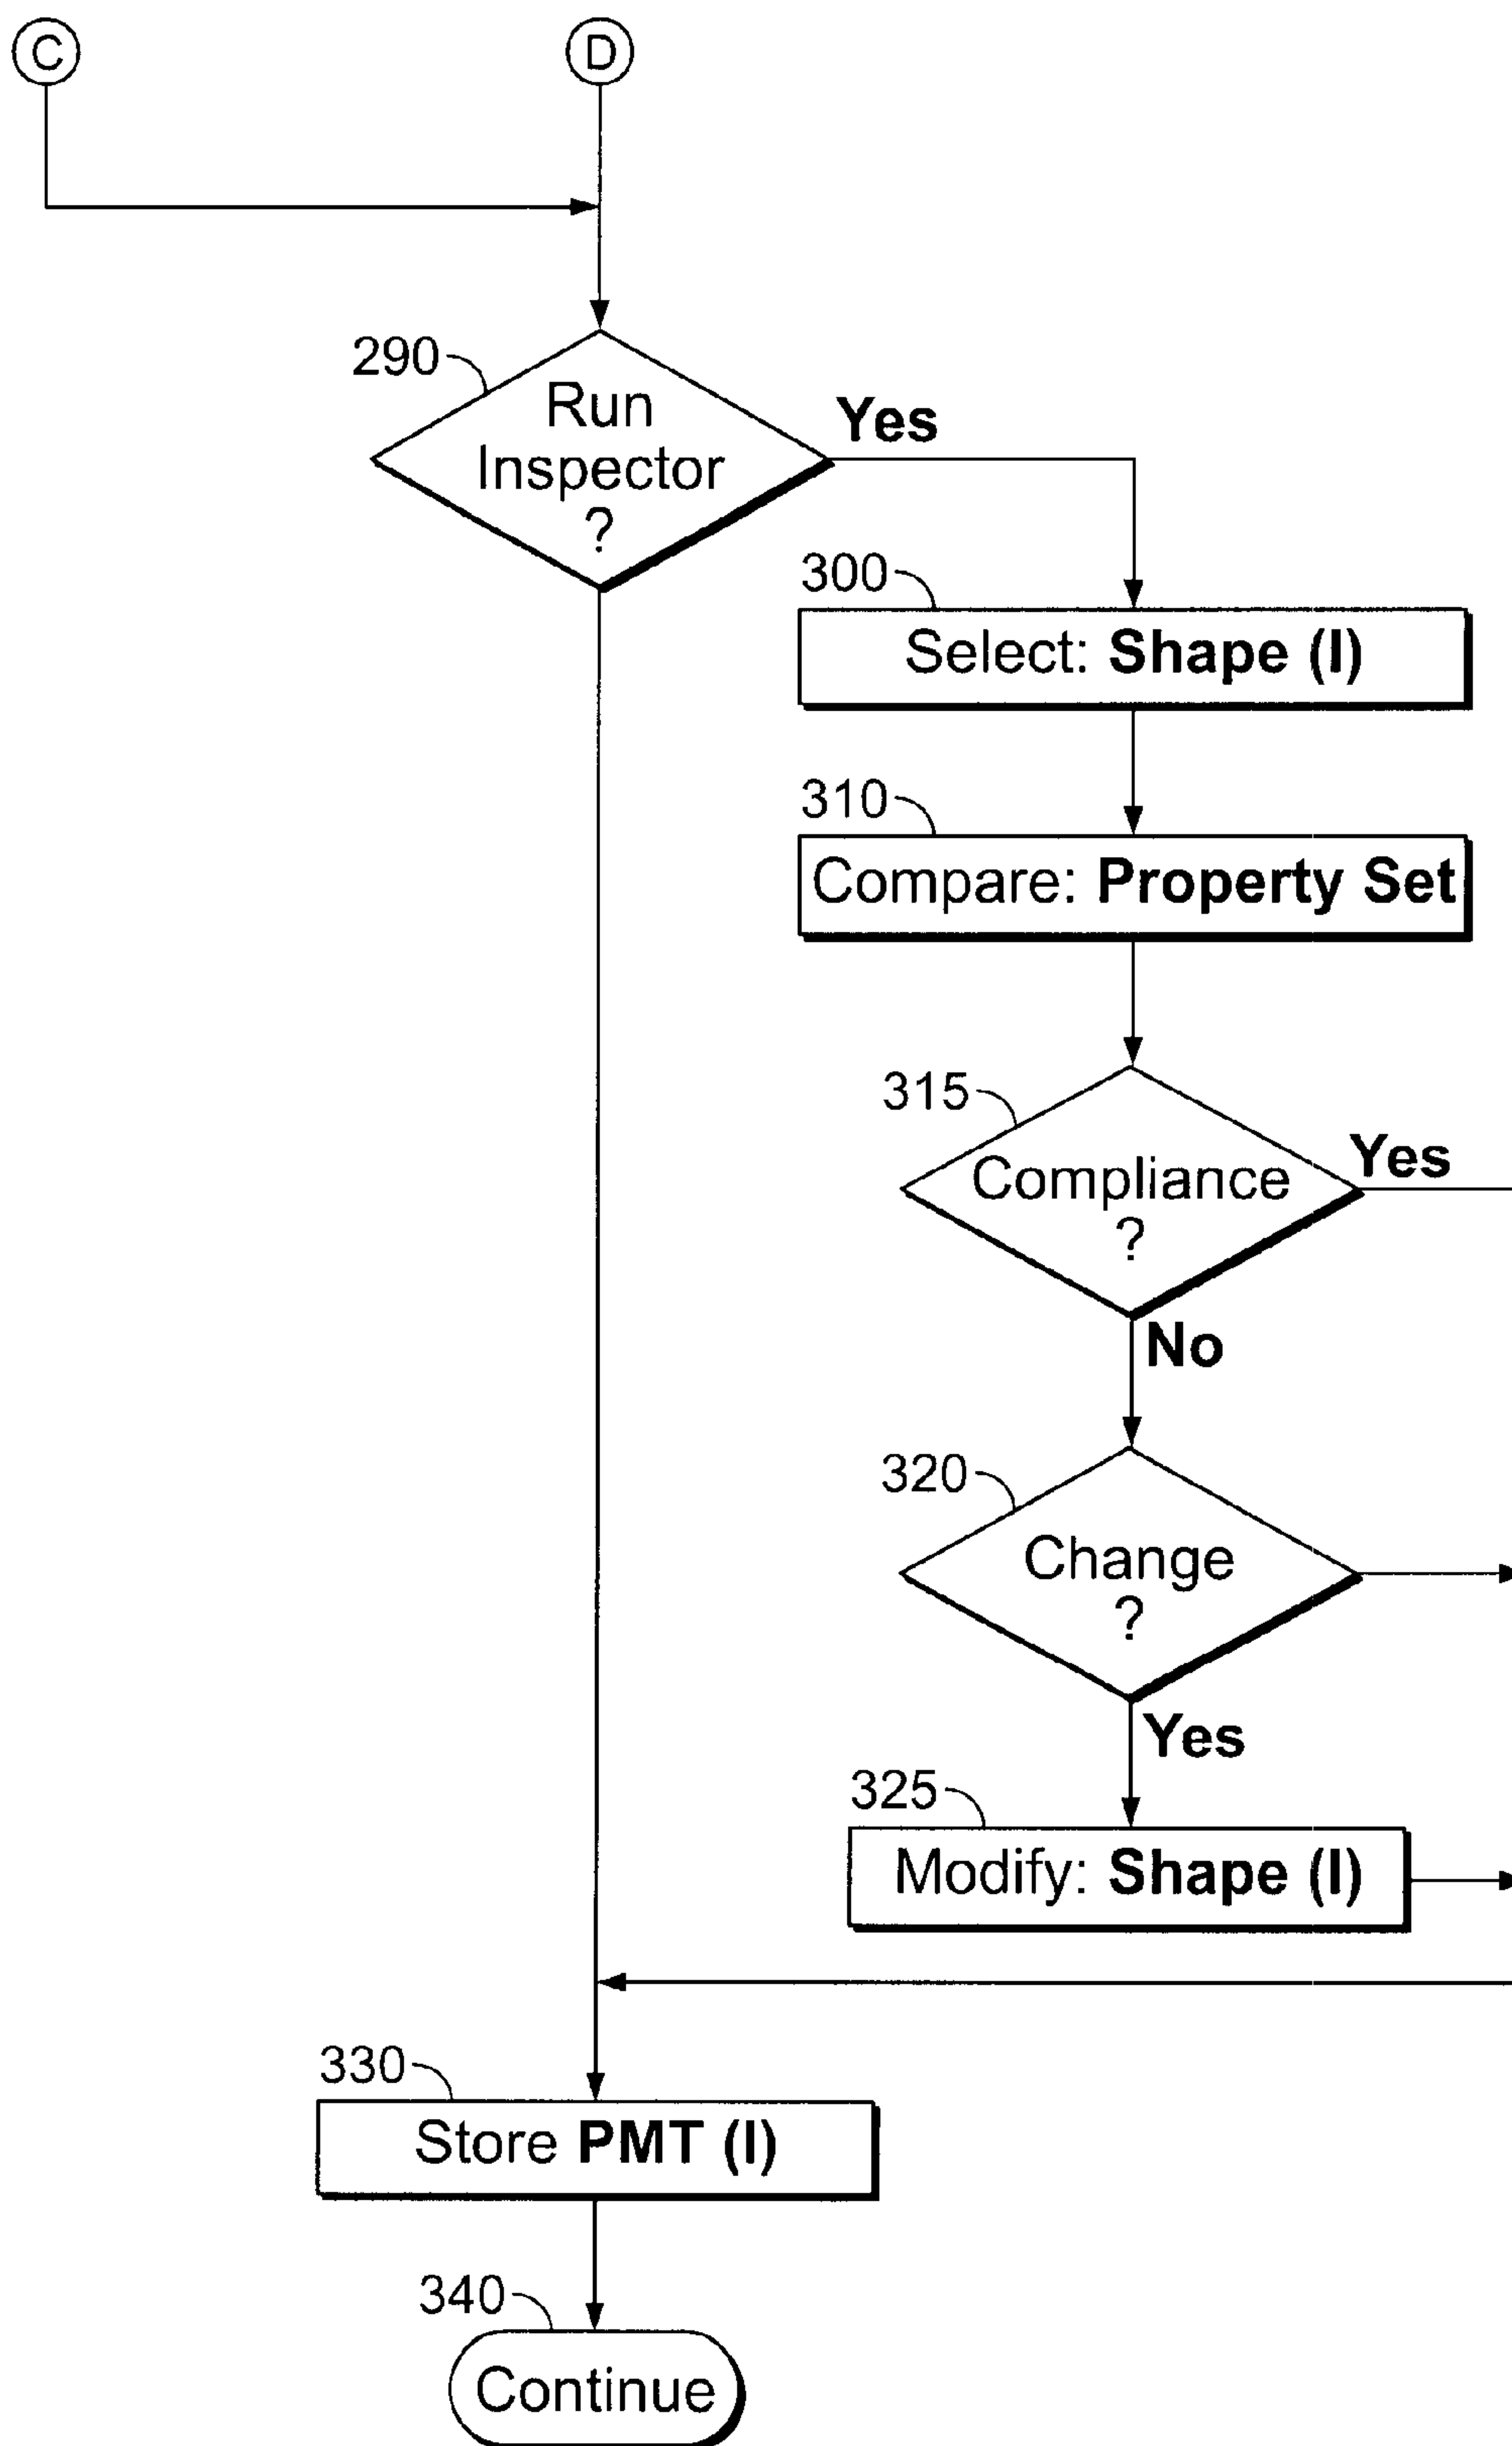 C
D
290
Run
Inspector
?
Yes
300
Select: Shape (I)
310
Compare: Property Set
315
Compliance
?
Yes
No
320
Change
?
Yes
325
Modify: Shape (I)
330
Store PMT (I)
340
Continue